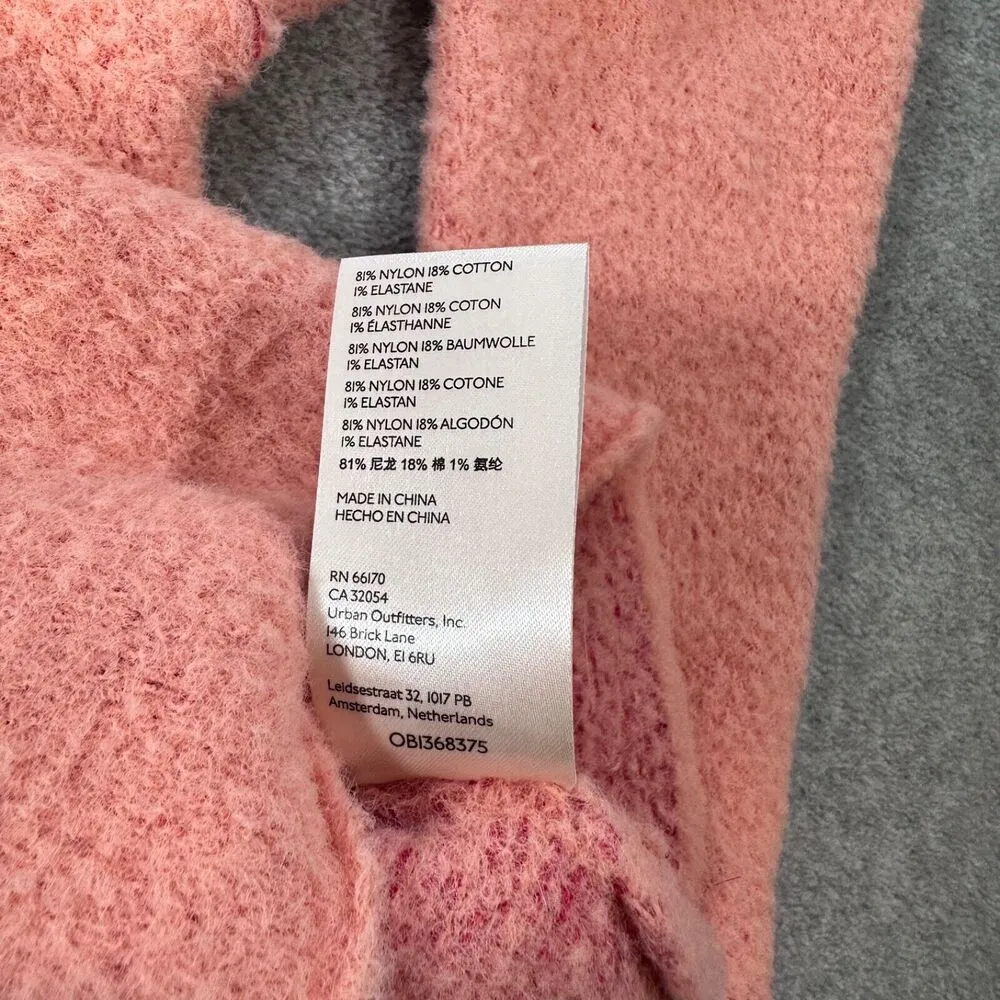 81% NYLON 18% COTTON
1% ELASTANE
81% NYLON 18% COTON
1% ÉLASTHANNE
81% NYLON 18% BAUMWOLLE
1% ELASTAN
81% NYLON 18% COTONE
1% ELASTAN
81% NYLON 18% ALGODÓN
1% ELASTANE
81% 尼龙 18% 棉 1% 氨纶
MADE IN CHINA
HECHO EN CHINA
RN 66170
CA 32054
Urban Outfitters, Inc.
146 Brick Lane
LONDON, E1 6RU
Leidsestraat 32, 1017 PB
Amsterdam, Netherlands
OB1368375